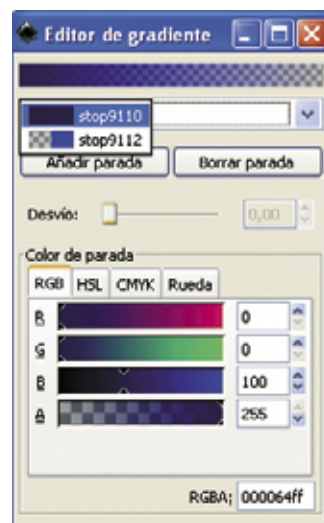 Editor de gradiente
stop9110
stop9112
Añadir parada Borrar parada
Desvío: 0,00
Color de parada
RGB HSL CMYK Rueda
R 0
G 0
B 100
A 255
RGBA: 000064ff